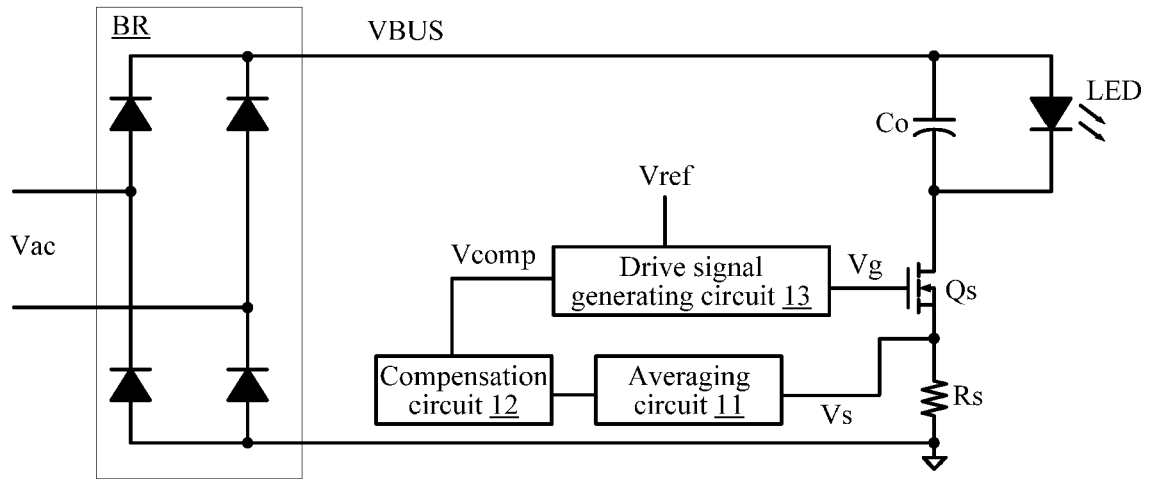 BR
VBUS
LED
Co
Vref
Vac
Vcomp
Drive signal
generating circuit 13
Vg
Qs
Compensation
circuit 12
Averaging
circuit 11
Vs
Rs